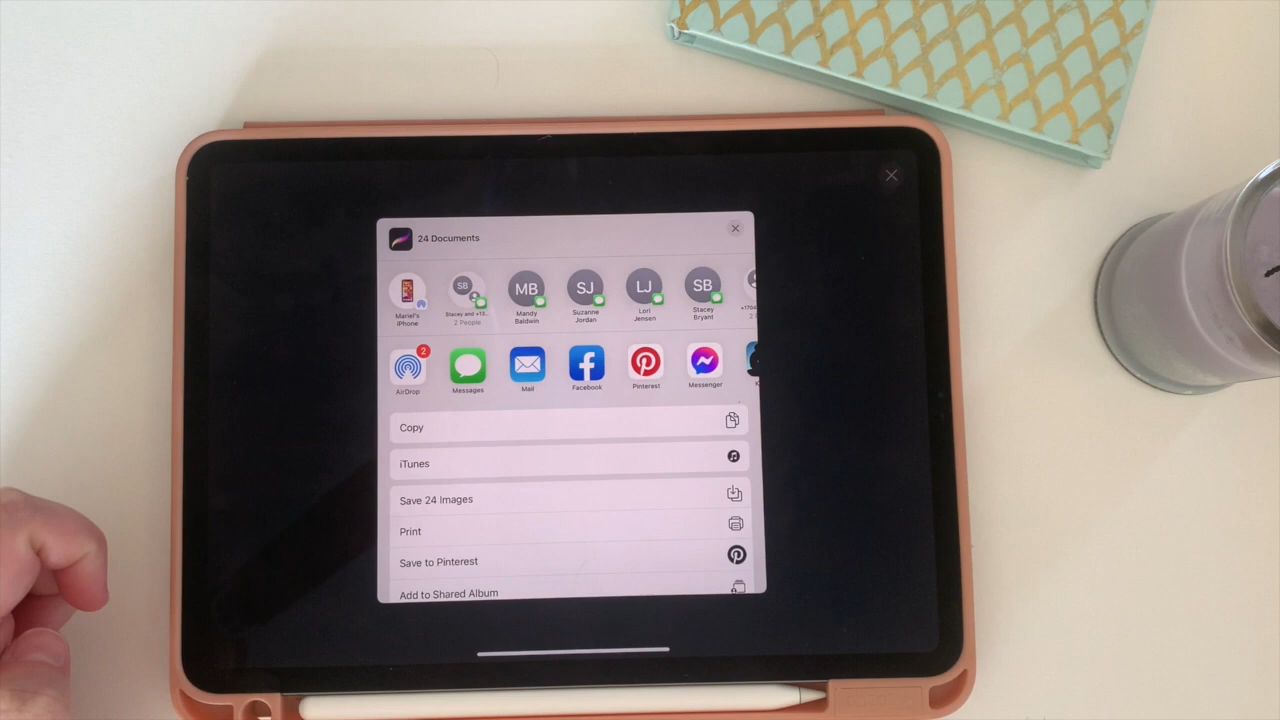 24 Documents
SB
MB
SJ
LJ
SB
Mariel's
iPhone
Stacey and +13...
2 People
Mandy
Baldwin
Suzanne
Jordan
Lori
Jensen
Stacey
Bryant
2
AirDrop
Messages
Mail
Facebook
Pinterest
Messenger
Copy
iTunes
Save 24 Images
Print
Save to Pinterest
Add to Shared Album